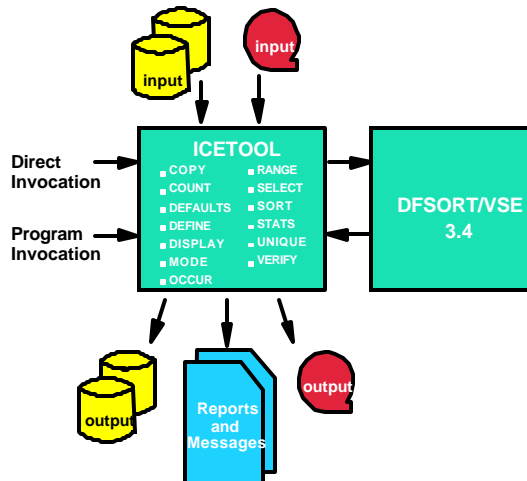 input
input
Direct
Invocation
Program
Invocation
ICETOOL
COPY
COUNT
DEFAULTS
DEFINE
DISPLAY
MODE
OCCUR
RANGE
SELECT
SORT
STATS
UNIQUE
VERIFY
DFSORT/VSE
3.4
output
Reports
and
Messages
output